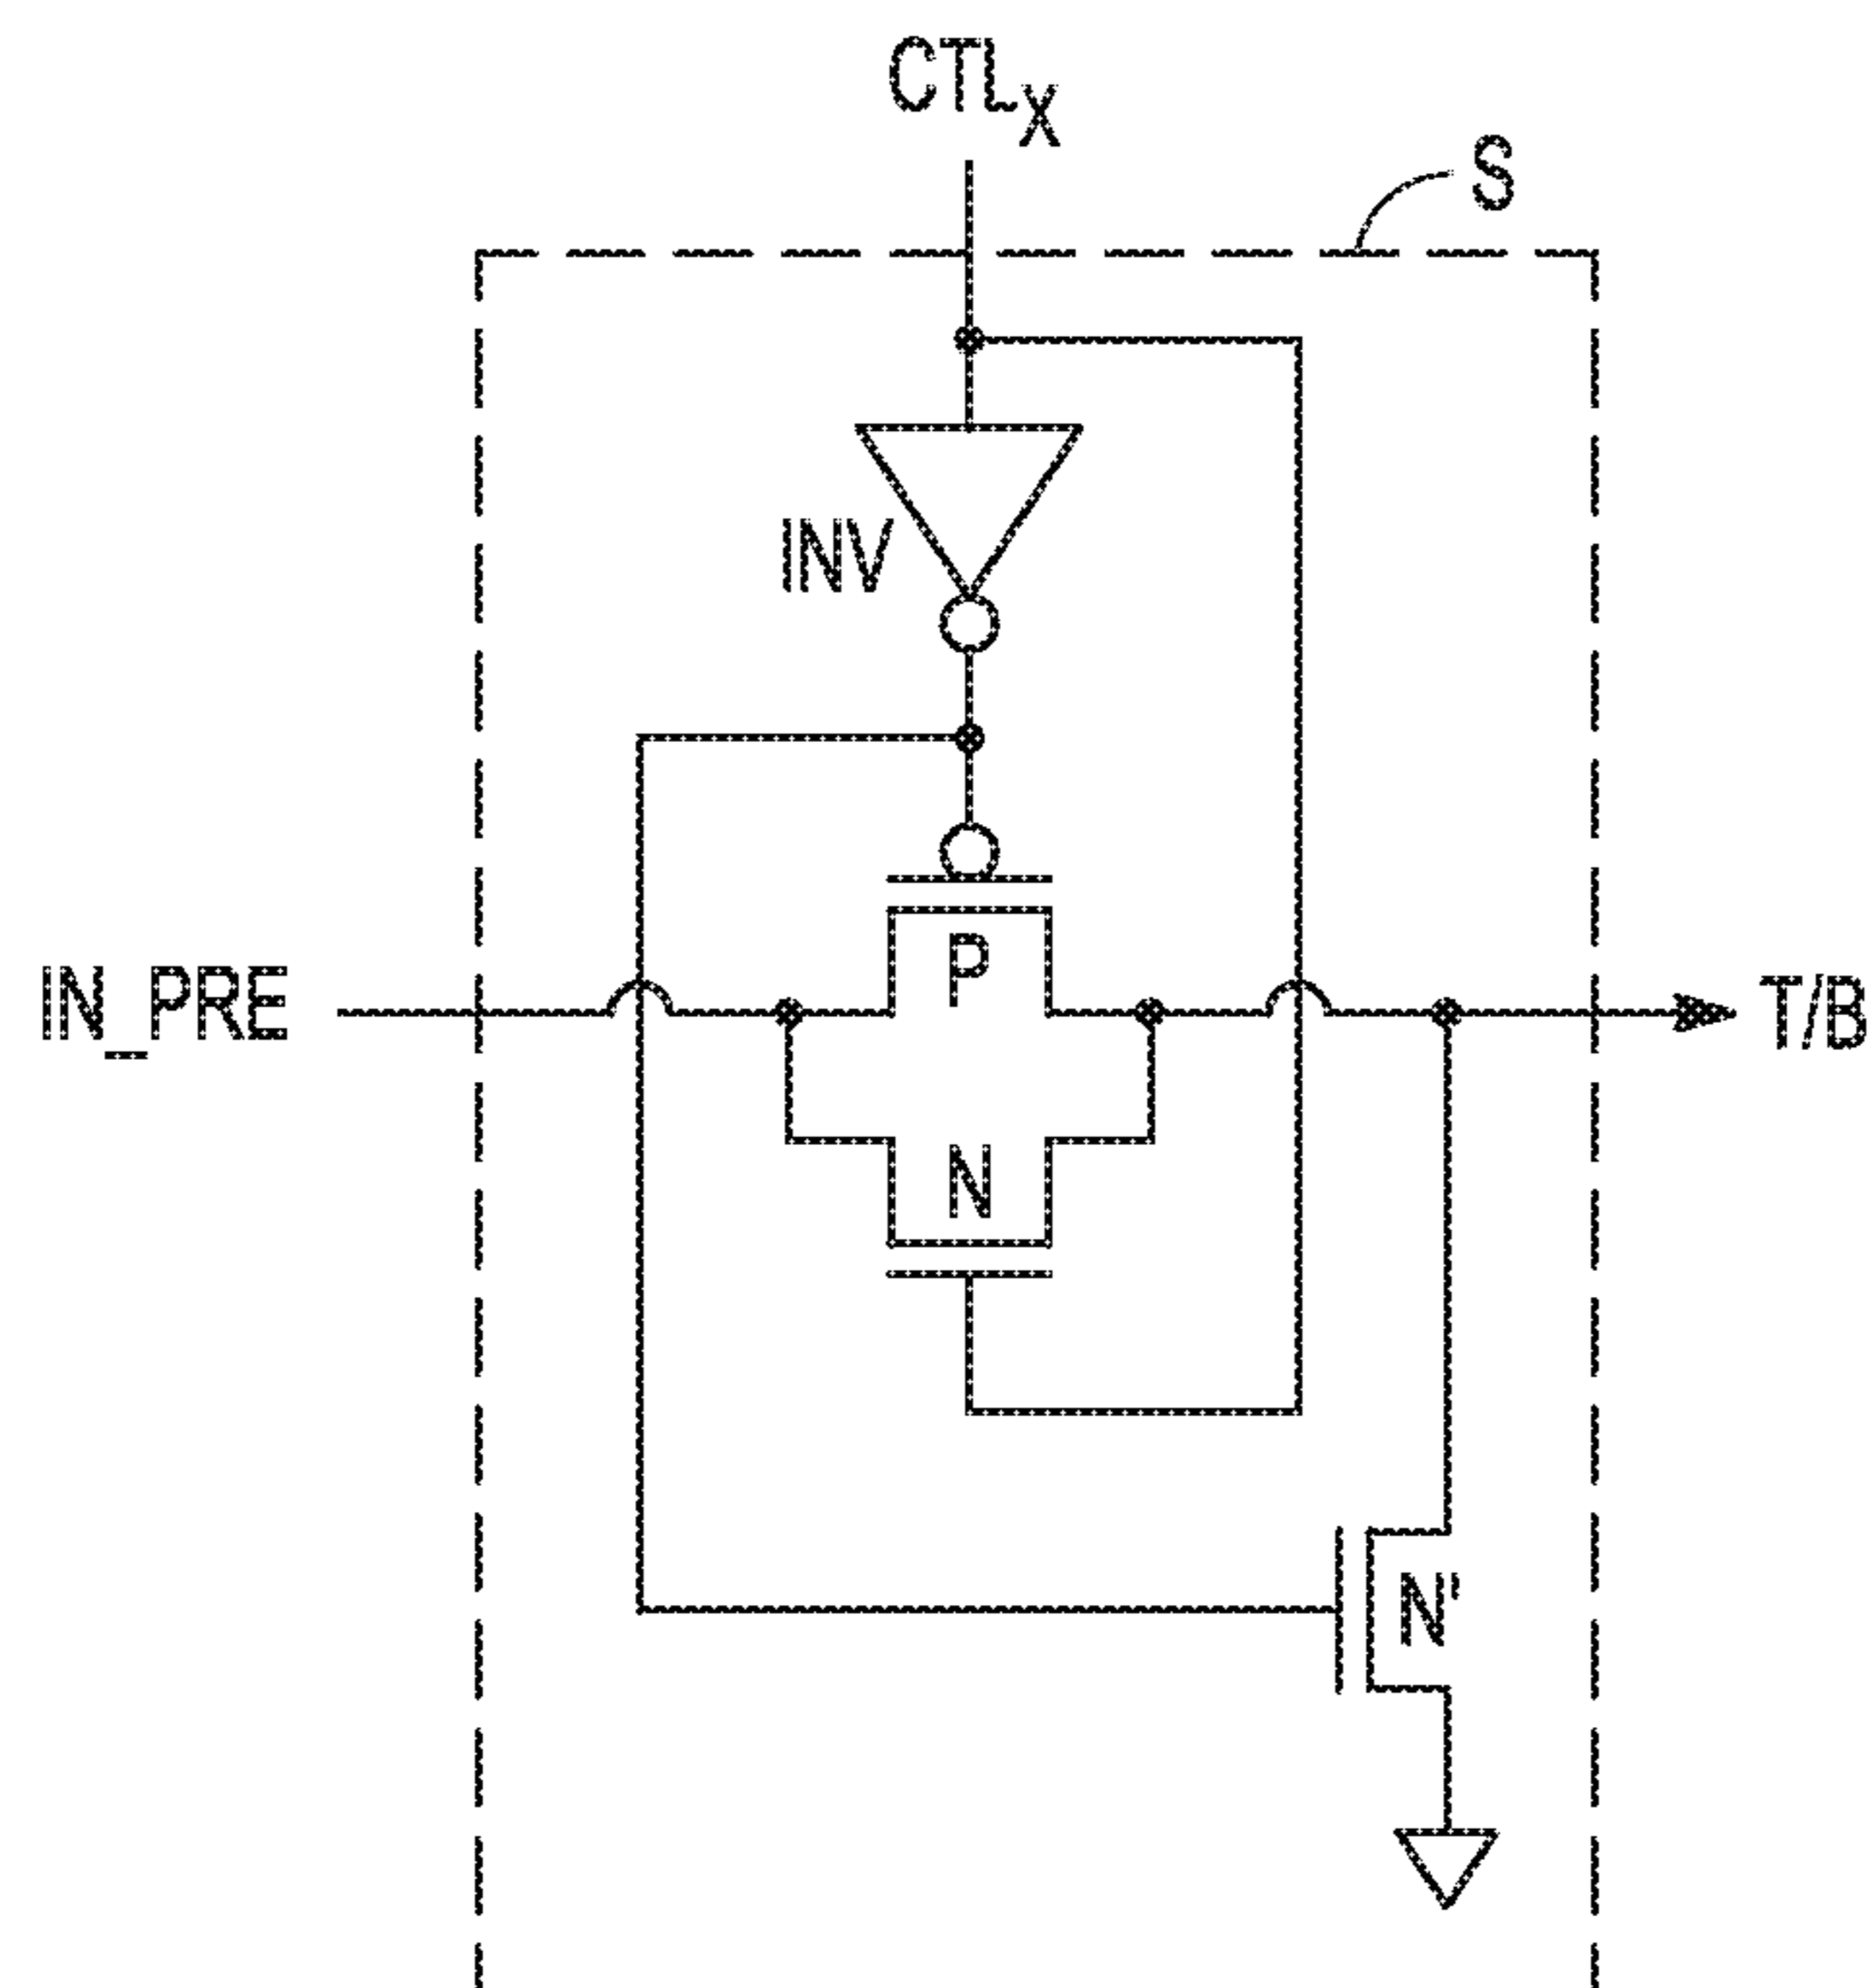 CTLX
S
INV
P
IN_PRE
T/B
N
N'